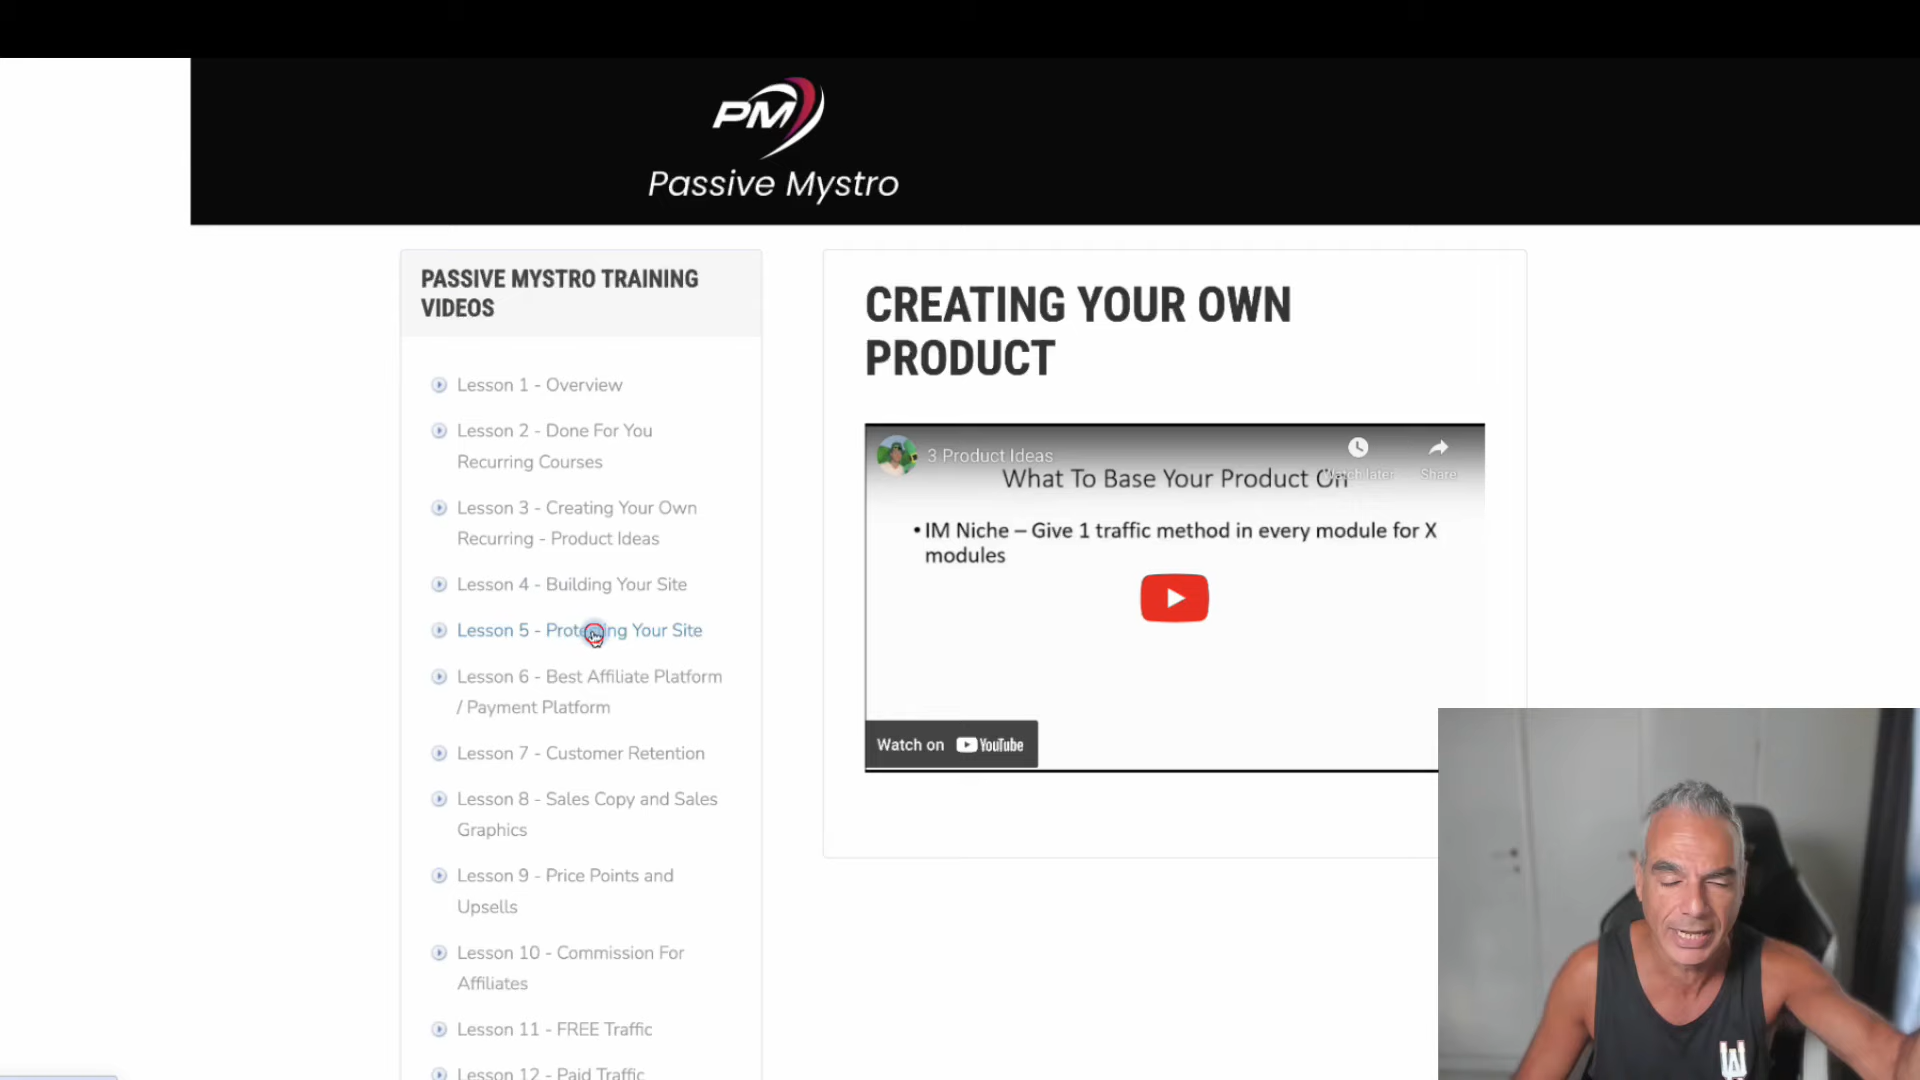 PM
Passive Mystro
PASSIVE MYSTRO TRAINING
VIDEOS
Lesson 1 - Overview
Lesson 2 - Done For You
Recurring Courses
Lesson 3 - Creating Your Own
Recurring - Product Ideas
Lesson 4 - Building Your Site
Lesson 5 - Protecting Your Site
Lesson 6 - Best Affiliate Platform
/ Payment Platform
Lesson 7 - Customer Retention
Lesson 8 - Sales Copy and Sales
Graphics
Lesson 9 - Price Points and
Upsells
Lesson 10 - Commission For
Affiliates
Lesson 11 - FREE Traffic
Lesson 12 - Paid Traffic
CREATING YOUR OWN
PRODUCT
3 Product Ideas
Watch later
Share
What To Base Your Product On
• IM Niche – Give 1 traffic method in every module for X
modules
Watch on YouTube